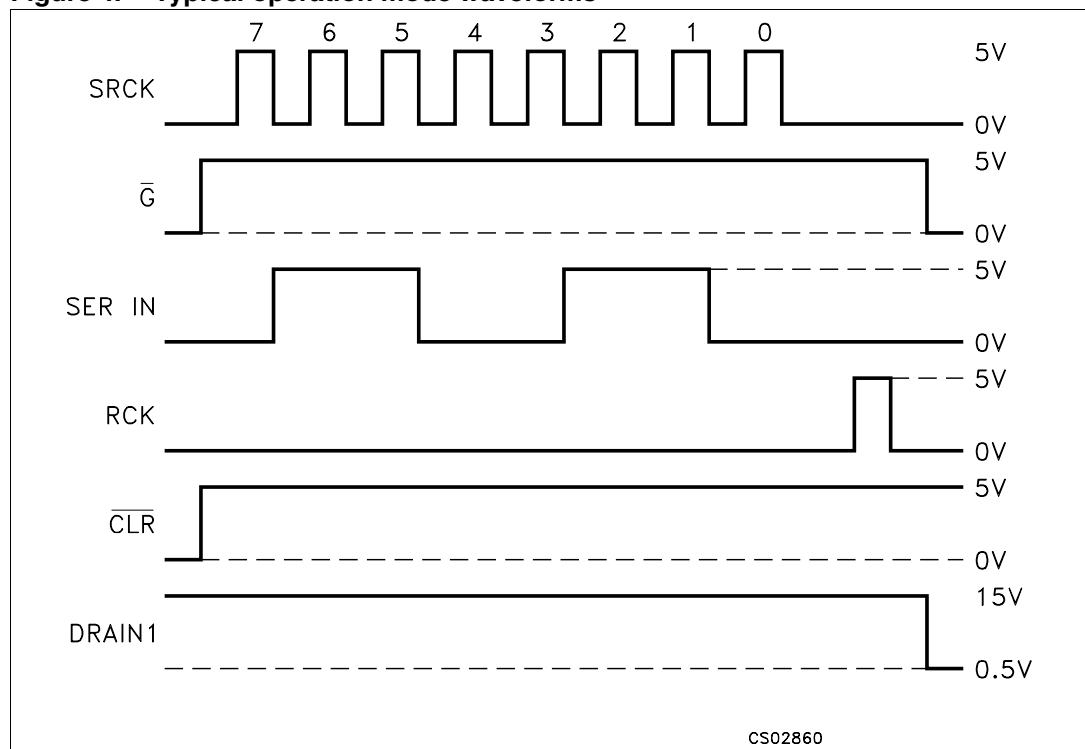 Figure 4. Typical operation mode waveforms
7 6 5 4 3 2 1 0
SRCK
5V
0V
G̅
5V
0V
SER IN
5V
0V
RCK
5V
0V
C̅L̅R̅
5V
0V
DRAIN1
15V
0.5V
CS02860